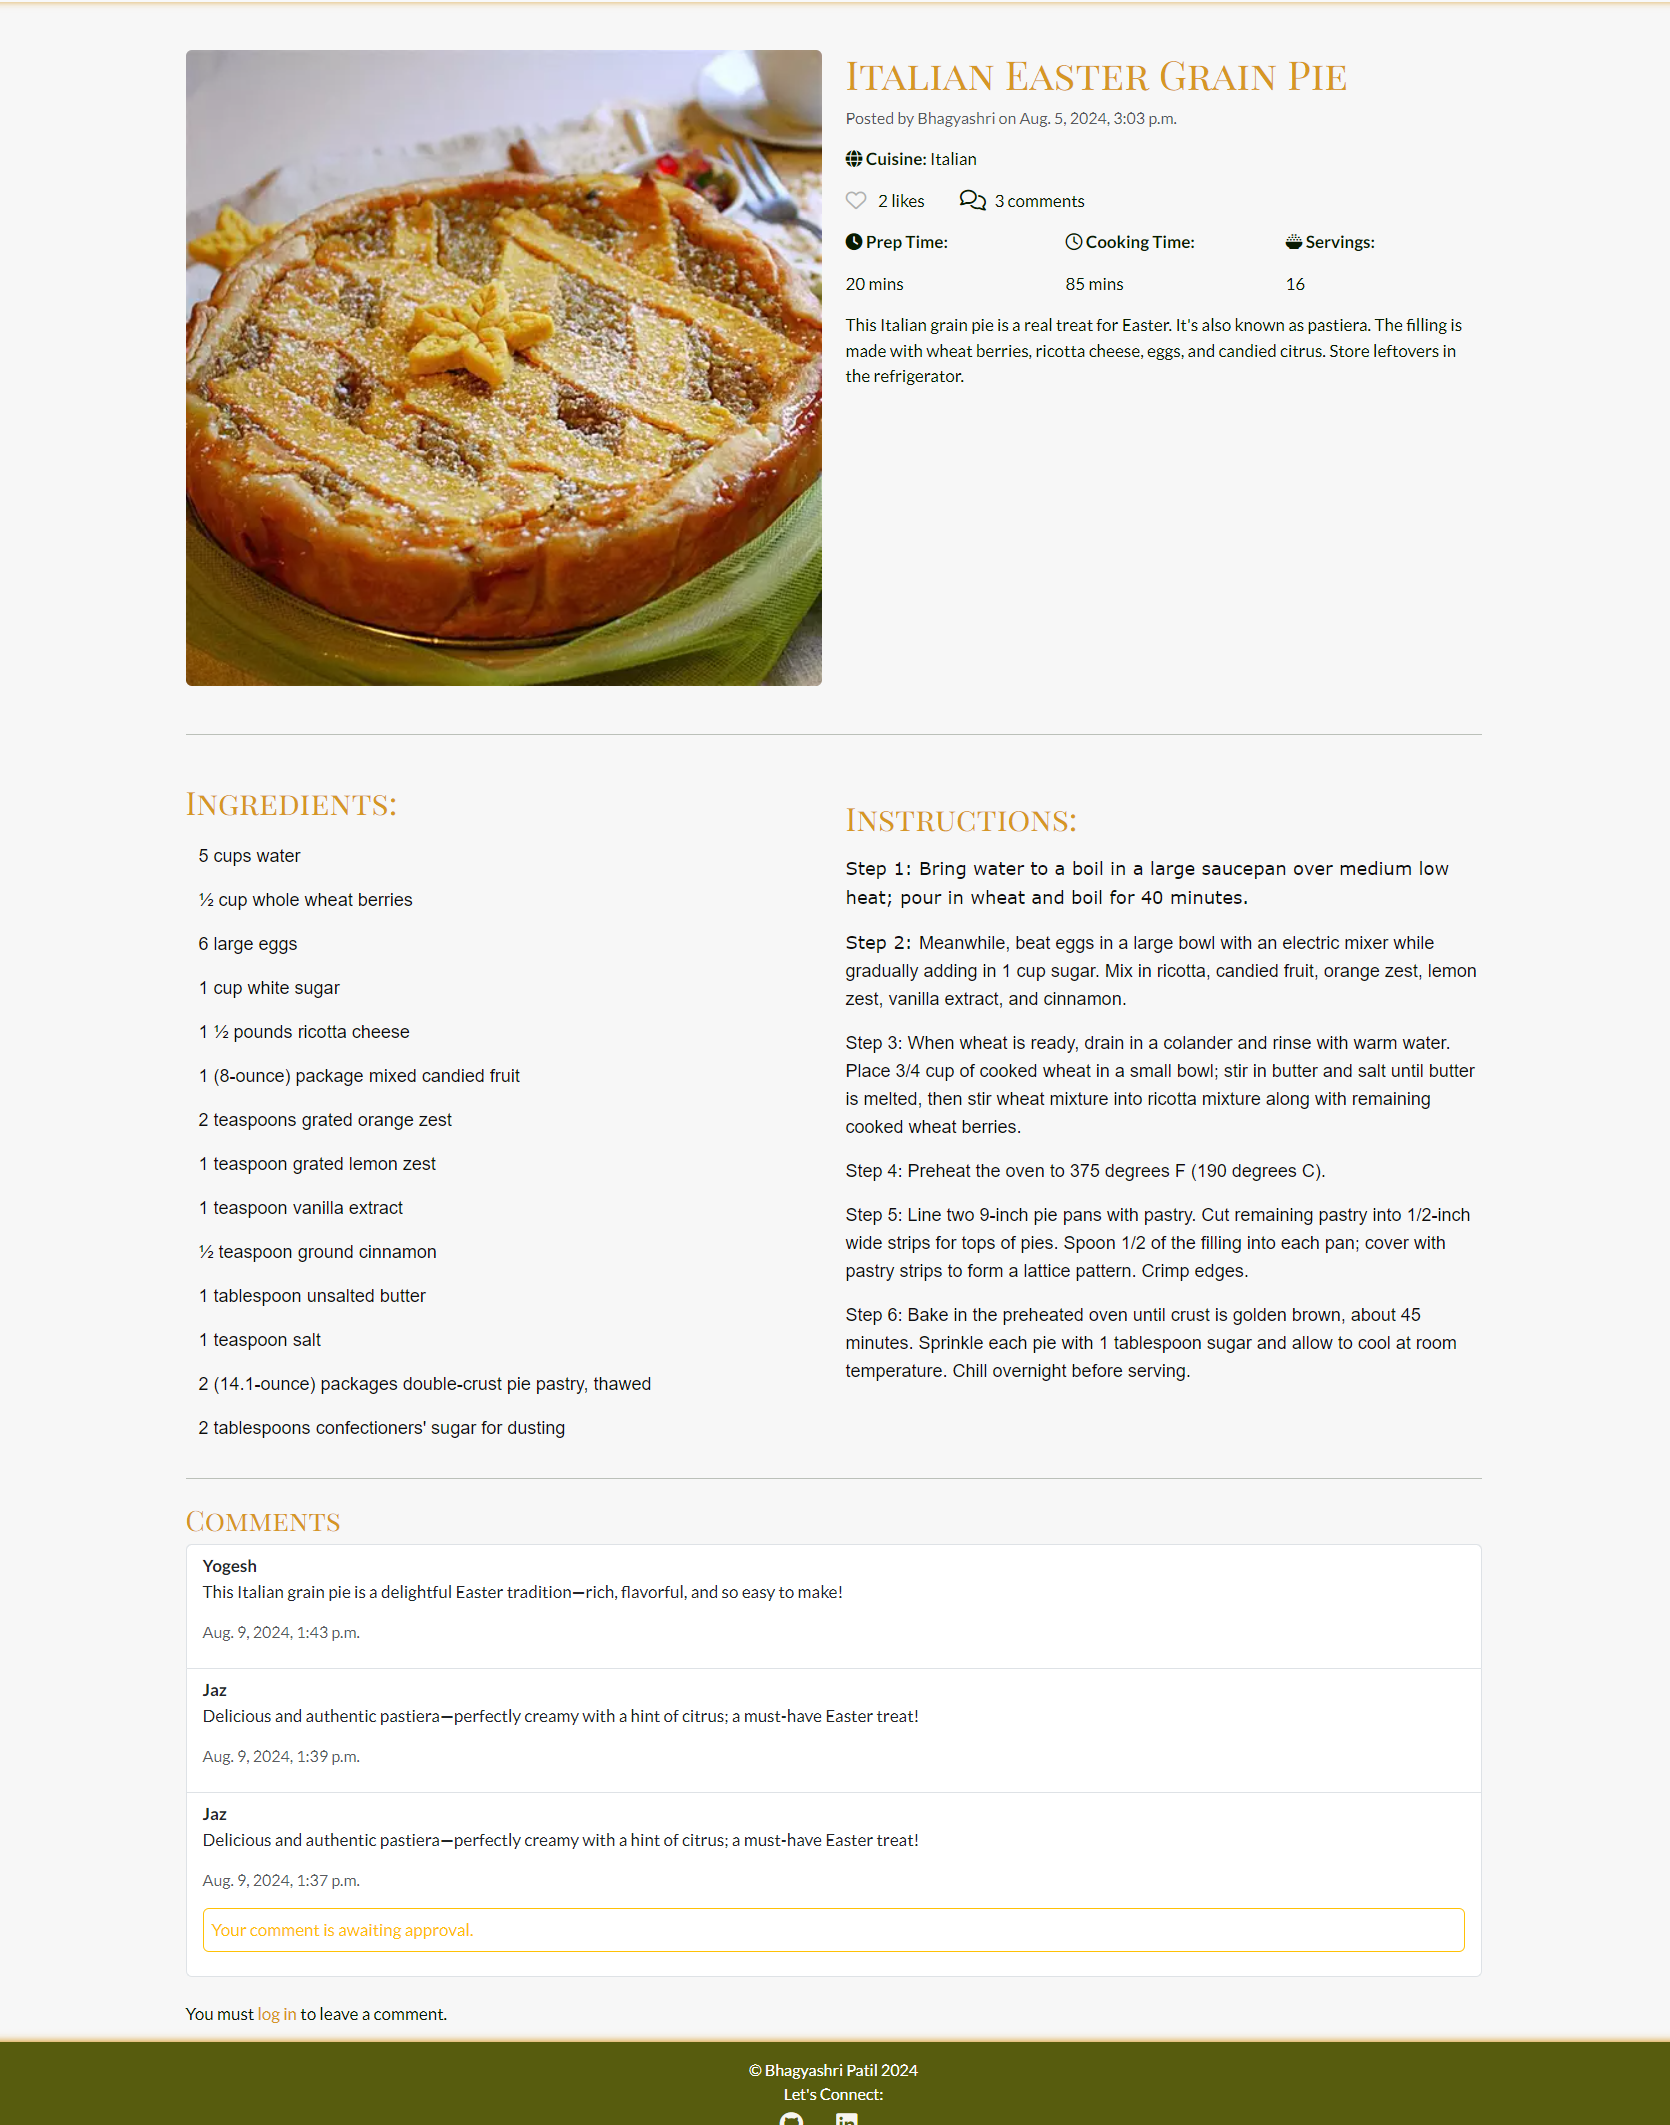 Italian Easter Grain Pie
Posted by Bhagyashri on Aug. 5, 2024, 3:03 p.m.
Cuisine: Italian
2 likes 3 comments
Prep Time: Cooking Time: Servings:
20 mins 85 mins 16
This Italian grain pie is a real treat for Easter. It's also known as pastiera. The filling is
made with wheat berries, ricotta cheese, eggs, and candied citrus. Store leftovers in
the refrigerator.
Ingredients:
5 cups water
½ cup whole wheat berries
6 large eggs
1 cup white sugar
1 ½ pounds ricotta cheese
1 (8-ounce) package mixed candied fruit
2 teaspoons grated orange zest
1 teaspoon grated lemon zest
1 teaspoon vanilla extract
½ teaspoon ground cinnamon
1 tablespoon unsalted butter
1 teaspoon salt
2 (14.1-ounce) packages double-crust pie pastry, thawed
2 tablespoons confectioners' sugar for dusting
Instructions:
Step 1: Bring water to a boil in a large saucepan over medium low
heat; pour in wheat and boil for 40 minutes.
Step 2: Meanwhile, beat eggs in a large bowl with an electric mixer while
gradually adding in 1 cup sugar. Mix in ricotta, candied fruit, orange zest, lemon
zest, vanilla extract, and cinnamon.
Step 3: When wheat is ready, drain in a colander and rinse with warm water.
Place 3/4 cup of cooked wheat in a small bowl; stir in butter and salt until butter
is melted, then stir wheat mixture into ricotta mixture along with remaining
cooked wheat berries.
Step 4: Preheat the oven to 375 degrees F (190 degrees C).
Step 5: Line two 9-inch pie pans with pastry. Cut remaining pastry into 1/2-inch
wide strips for tops of pies. Spoon 1/2 of the filling into each pan; cover with
pastry strips to form a lattice pattern. Crimp edges.
Step 6: Bake in the preheated oven until crust is golden brown, about 45
minutes. Sprinkle each pie with 1 tablespoon sugar and allow to cool at room
temperature. Chill overnight before serving.
Comments
Yogesh
This Italian grain pie is a delightful Easter tradition—rich, flavorful, and so easy to make!
Aug. 9, 2024, 1:43 p.m.
Jaz
Delicious and authentic pastiera—perfectly creamy with a hint of citrus; a must-have Easter treat!
Aug. 9, 2024, 1:39 p.m.
Jaz
Delicious and authentic pastiera—perfectly creamy with a hint of citrus; a must-have Easter treat!
Aug. 9, 2024, 1:37 p.m.
Your comment is awaiting approval.
You must log in to leave a comment.
© Bhagyashri Patil 2024
Let's Connect: